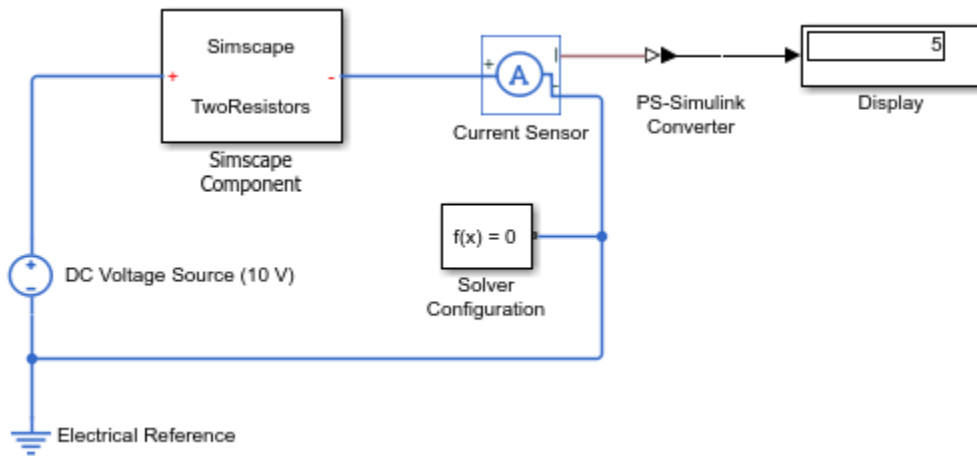 Simscape
TwoResistors
+
-
Simscape
Component
+
A
I
-
Current Sensor
PS-Simulink
Converter
5
Display
f(x) = 0
Solver
Configuration
+
-
DC Voltage Source (10 V)
Electrical Reference